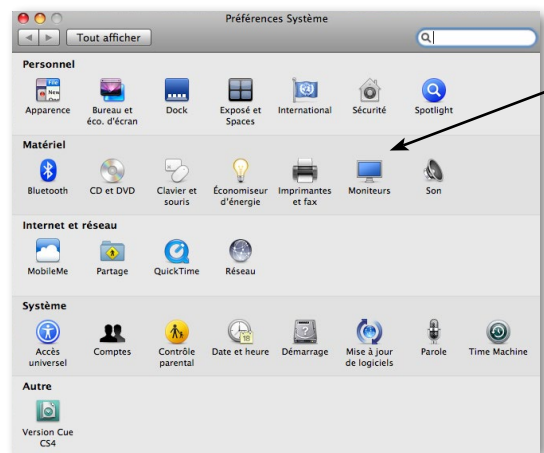 Préférences Système
Tout afficher
Personnel
Apparence
Bureau et
éco. d'écran
Dock
Exposé et
Spaces
International
Sécurité
Spotlight
Matériel
Bluetooth
CD et DVD
Clavier et
souris
Économiseur
d'énergie
Imprimantes
et fax
Moniteurs
Son
Internet et réseau
MobileMe
Partage
QuickTime
Réseau
Système
Accès
universel
Comptes
Contrôle
parental
Date et heure
Démarrage
Mise à jour
de logiciels
Parole
Time Machine
Autre
Version Cue
CS4